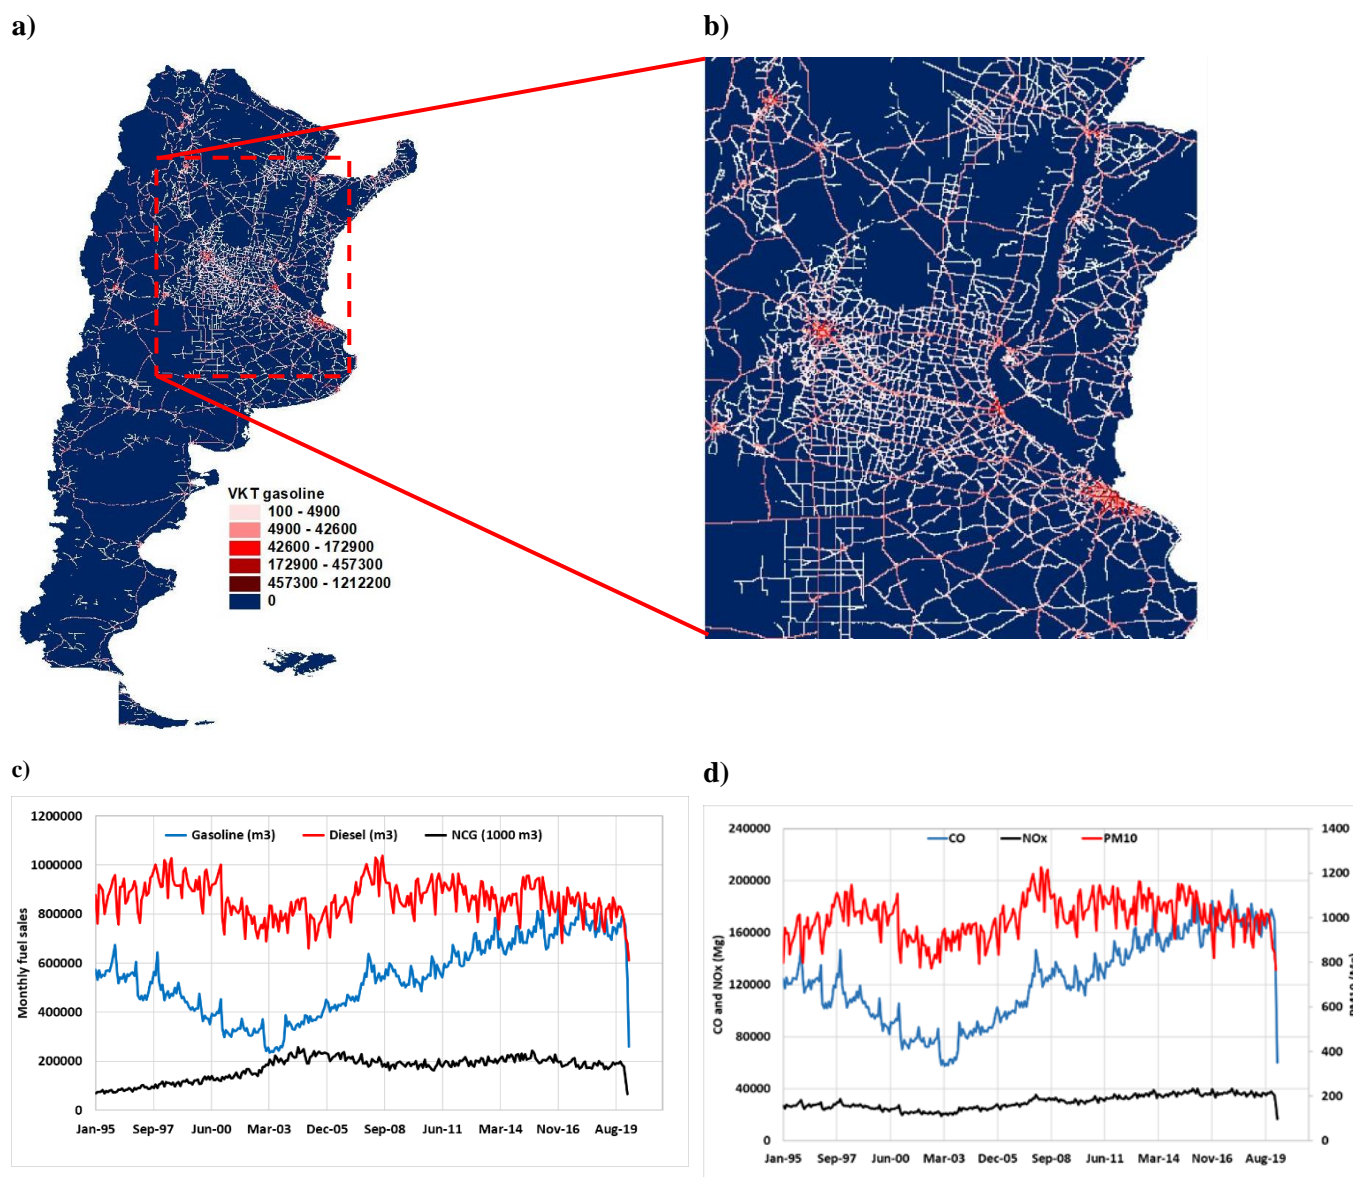 a)
b)
VKT gasoline
100 - 4900
4900 - 42600
42600 - 172900
172900 - 457300
457300 - 1212200
0
c)
d)
1200000
1000000
800000
600000
400000
200000
0
Monthly fuel sales
Gasoline (m3)
Diesel (m3)
NCG (1000 m3)
Jan-95
Sep-97
Jun-00
Mar-03
Dec-05
Sep-08
Jun-11
Mar-14
Nov-16
Aug-19
240000
200000
160000
120000
80000
40000
0
CO and NOx (Mg)
CO
NOx
PM10
1400
1200
1000
800
600
400
200
0
PM10 (Mg)
Jan-95
Sep-97
Jun-00
Mar-03
Dec-05
Sep-08
Jun-11
Mar-14
Nov-16
Aug-19